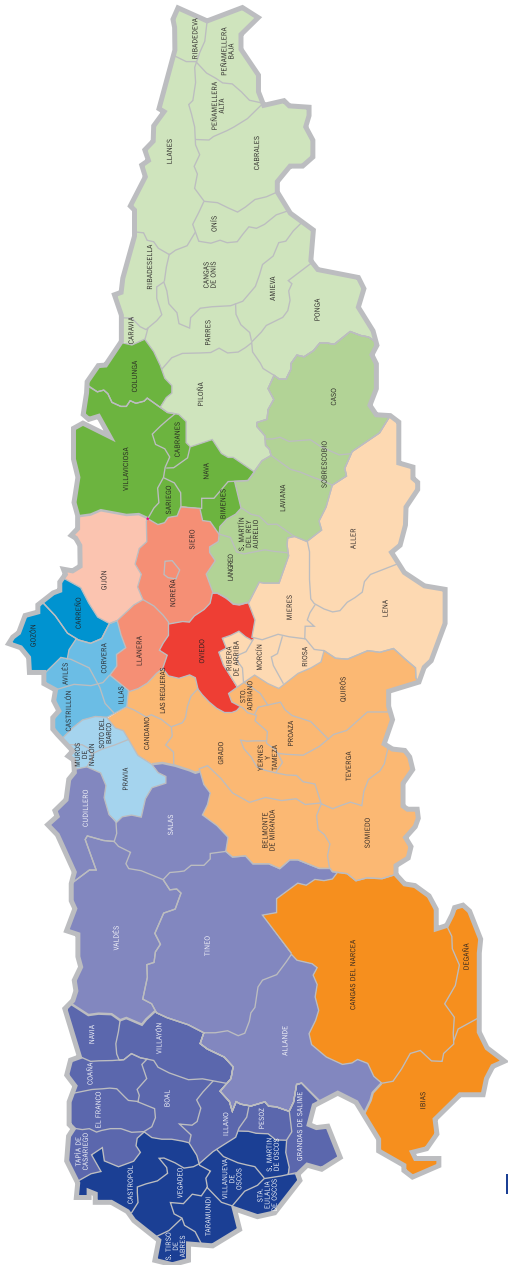 RIBADEDEVA
PEÑAMELLERA
BAJA
PEÑAMELLERA
ALTA
LLANES
CABRALES
ONÍS
RIBADESELLA
CANGAS
DE ONÍS
AMIEVA
PONGA
CARAVIA
PARRES
COLUNGA
PILOÑA
CASO
CABRANES
VILLAVICIOSA
NAVA
SOBRESCOBIO
SARIEGO
BIMENES
LAVIANA
S. MARTÍN
DEL REY
AURELIO
SIERO
ALLER
GIJÓN
LANGREO
NOREÑA
MIERES
LENA
CARREÑO
GOZÓN
CORVERA
LLANERA
OVIEDO
RIBERA
DE ARRIBA
MORCÍN
RIOSA
AVILÉS
CASTRILLÓN
ILLAS
LAS REGUERAS
STO.
ADRIANO
QUIRÓS
SOTO DEL
BARCO
MUROS
DE
NALÓN
CANDAMO
GRADO
PROAZA
YERNES
Y
TAMEZA
TEVERGA
PRAVIA
CUDILLERO
SALAS
BELMONTE
DE MIRANDA
SOMIEDO
VALDÉS
TINEO
CANGAS DEL NARCEA
DEGAÑA
NAVIA
VILLAYÓN
ALLANDE
COAÑA
EL FRANCO
BOAL
ILLANO
PESOZ
GRANDAS DE SALIME
IBIAS
TAPIA DE
CASARIEGO
CASTROPOL
VEGADEO
VILLANUEVA
DE
OSCOS
S. MARTÍN
DE OSCOS
STA.
EULALIA
DE OSCOS
TARAMUNDI
S. TIRSO
DE
ABRES